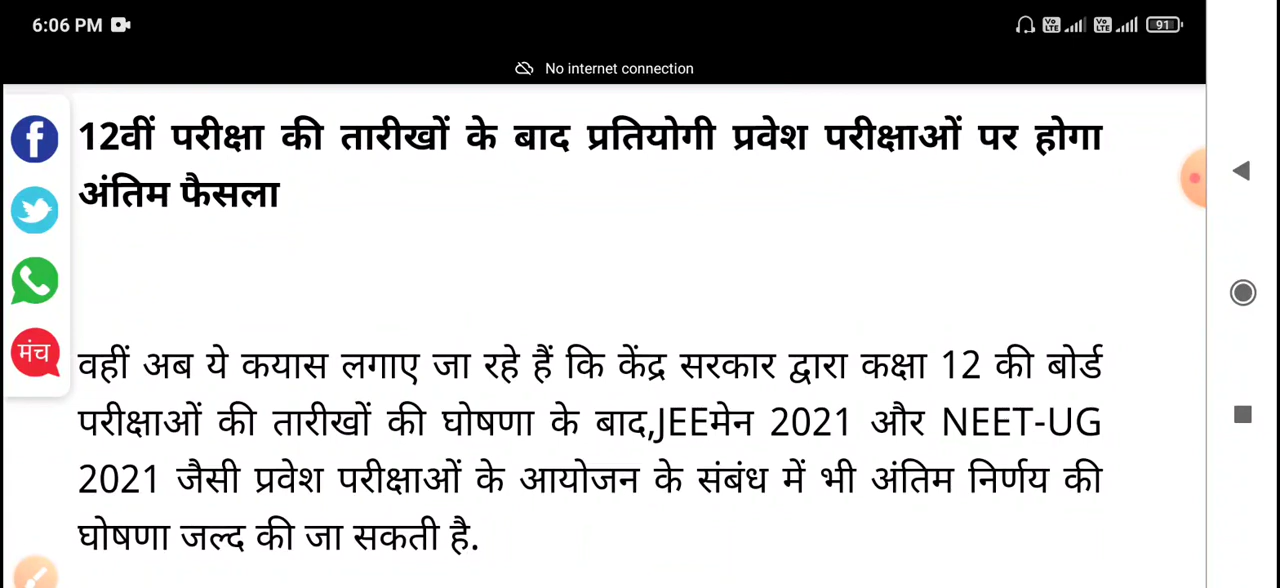 6:06 PM
91
No internet connection
12वीं परीक्षा की तारीखों के बाद प्रतियोगी प्रवेश परीक्षाओं पर होगा
अंतिम फैसला
मंच
वहीं अब ये कयास लगाए जा रहे हैं कि केंद्र सरकार द्वारा कक्षा 12 की बोर्ड
परीक्षाओं की तारीखों की घोषणा के बाद,JEEमेन 2021 और NEET-UG
2021 जैसी प्रवेश परीक्षाओं के आयोजन के संबंध में भी अंतिम निर्णय की
घोषणा जल्द की जा सकती है.